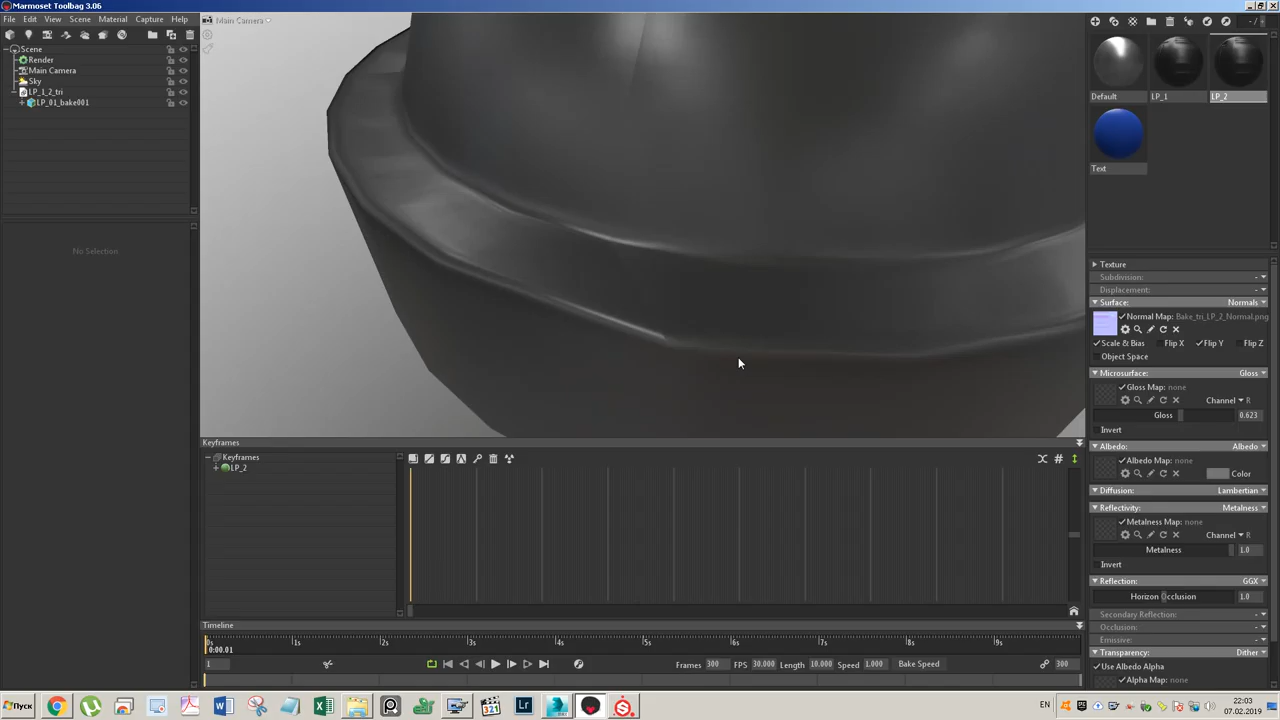 Marmoset Toolbag 3.06
File Edit View Scene Material Capture Help
Main Camera
Scene
Render
Main Camera
Sky
LP_1_2_tri
LP_01_bake001
No Selection
Default
LP_1
LP_2
Text
Texture
Subdivision: -
Displacement: -
Surface: Normals
Normal Map: Bake_tri_LP_2_Normal.png
Scale & Bias Flip X Flip Y Flip Z
Object Space
Microsurface: Gloss
Gloss Map: none
Channel R
Gloss 0.623
Invert
Albedo: Albedo
Albedo Map: none
Color
Diffusion: Lambertian
Reflectivity: Metalness
Metalness Map: none
Channel R
Metalness 1.0
Invert
Reflection: GGX
Horizon Occlusion 1.0
Secondary Reflection: -
Occlusion: -
Emissive: -
Transparency: Dither
Use Albedo Alpha
Alpha Map: none
Keyframes
Keyframes
LP_2
Timeline
0s 1s 2s 3s 4s 5s 6s 7s 8s 9s
0:00.01
1 Frames 300 FPS 30.000 Length 10.000 Speed 1.000 Bake Speed 300
Пуск
EN
22:03
07.02.2019